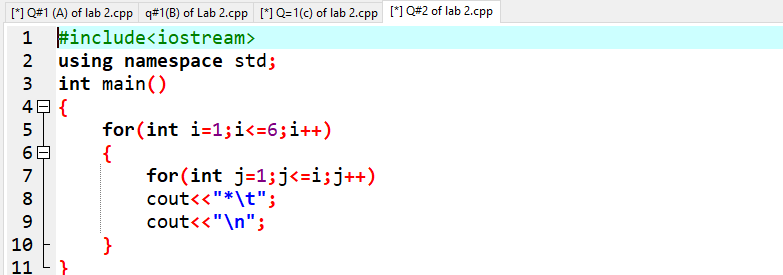 [*] Q#1 (A) of lab 2.cpp q#1(B) of Lab 2.cpp [*] Q=1(c) of lab 2.cpp [*] Q#2 of lab 2.cpp
1 #include<iostream>
2 using namespace std;
3 int main()
4 {
5 for(int i=1;i<=6;i++)
6 {
7 for(int j=1;j<=i;j++)
8 cout<<"*\t";
9 cout<<"\n";
10 }
11 }